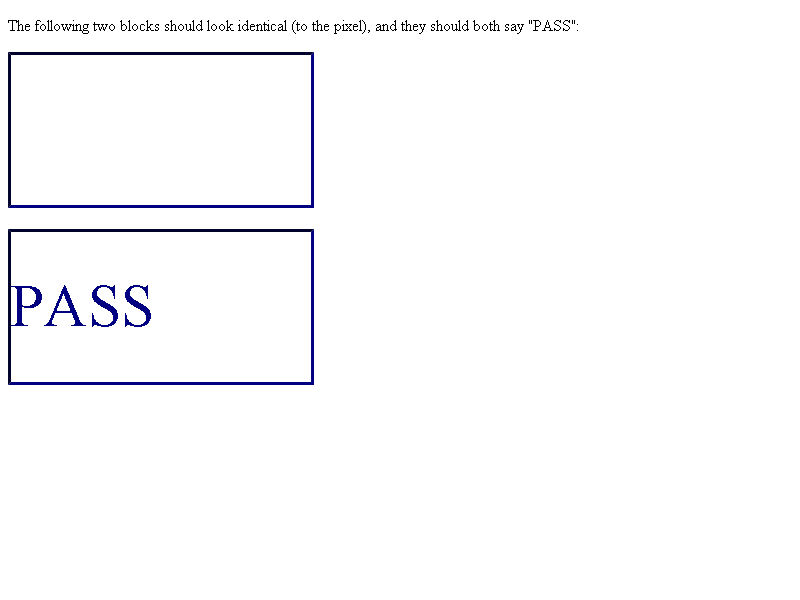 The following two blocks should look identical (to the pixel), and they should both say "PASS":
PASS